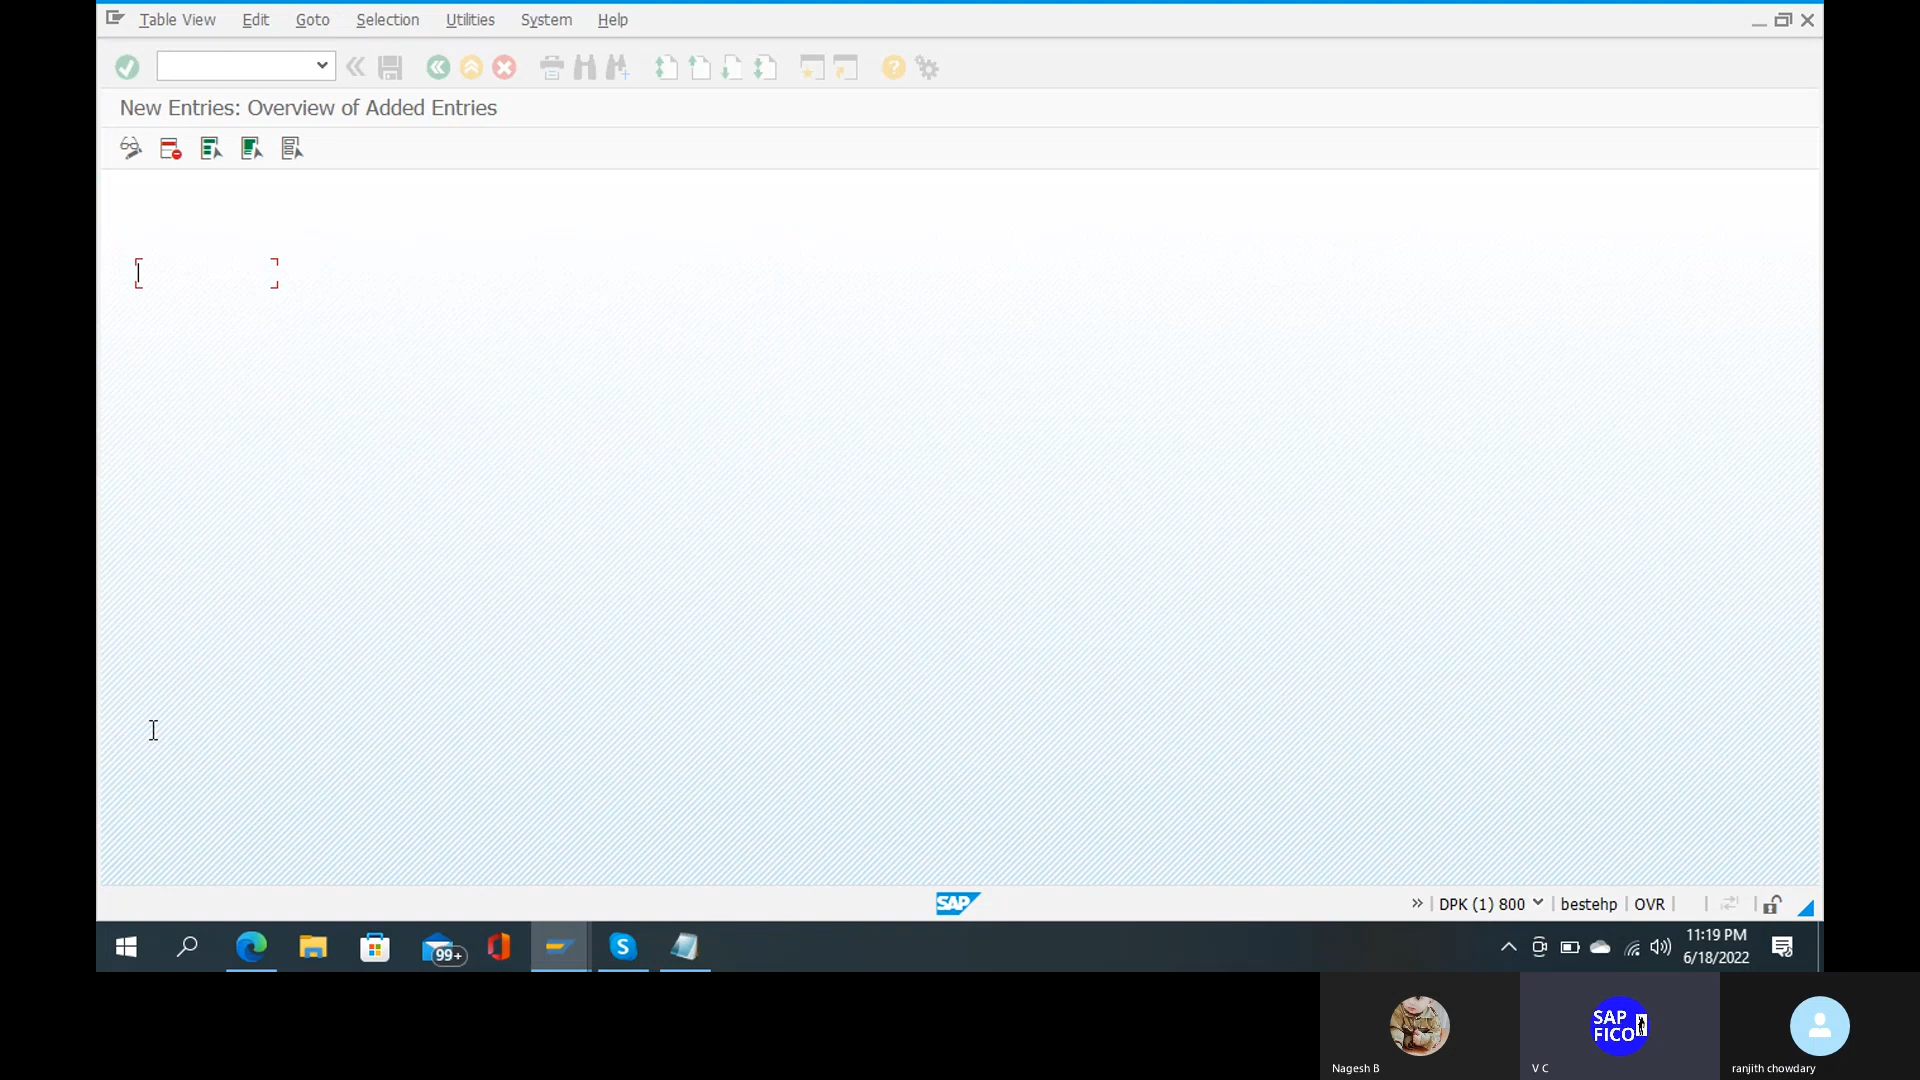 Table View Edit Goto Selection Utilities System Help
New Entries: Overview of Added Entries
SAP
DPK (1) 800 bestehp OVR
99+
S
11:19 PM
6/18/2022
SAP
FICO
Nagesh B
V C
ranjith chowdary